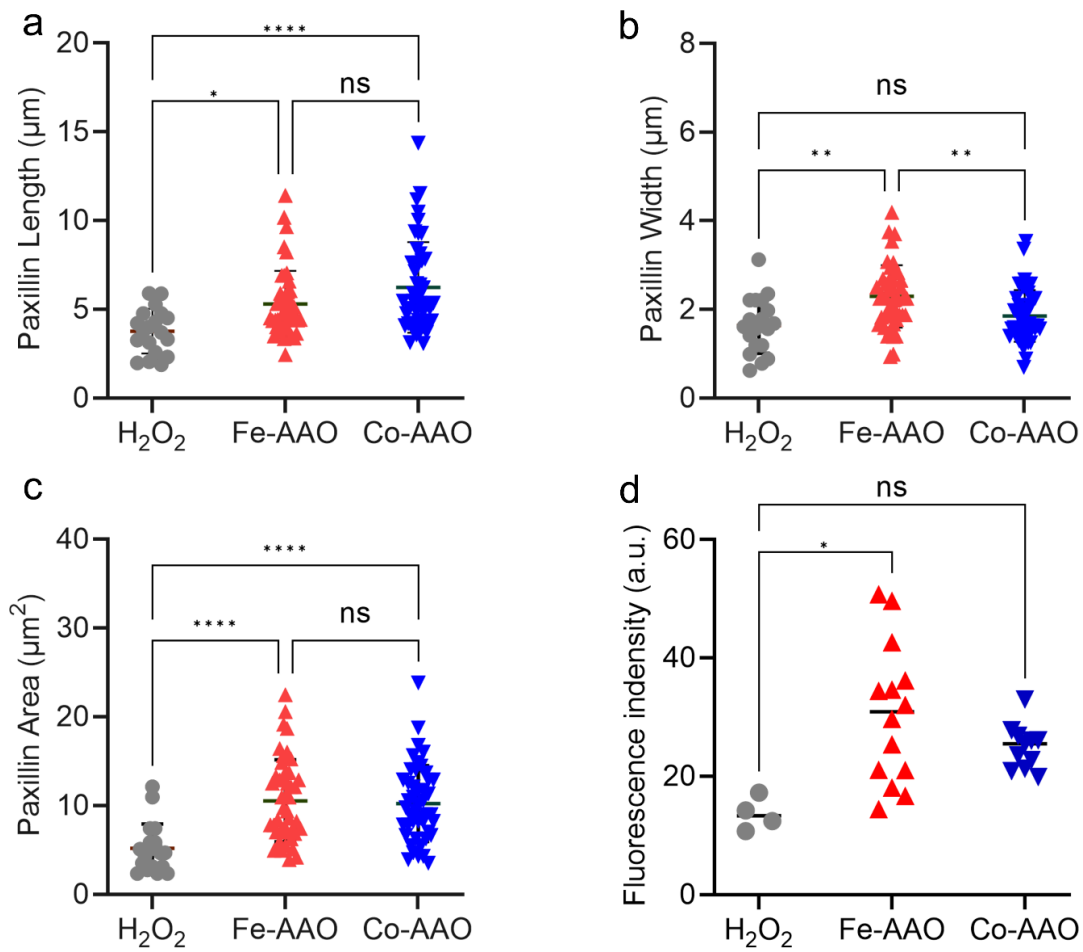 a
Paxillin Length (µm)
20
15
10
5
0
****
*
ns
H₂O₂ Fe-AAO Co-AAO
b
Paxillin Width (µm)
8
6
4
2
0
ns
** **
H₂O₂ Fe-AAO Co-AAO
c
Paxillin Area (µm²)
40
30
20
10
0
****
****
ns
H₂O₂ Fe-AAO Co-AAO
d
Fluorescence indensity (a.u.)
60
40
20
0
ns
*
H₂O₂ Fe-AAO Co-AAO